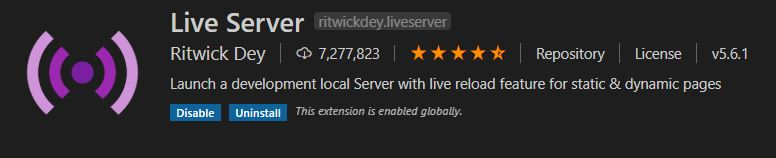 Live Server ritwickdey.liveserver
Ritwick Dey 7,277,823 Repository License v5.6.1
Launch a development local Server with live reload feature for static & dynamic pages
Disable Uninstall This extension is enabled globally.